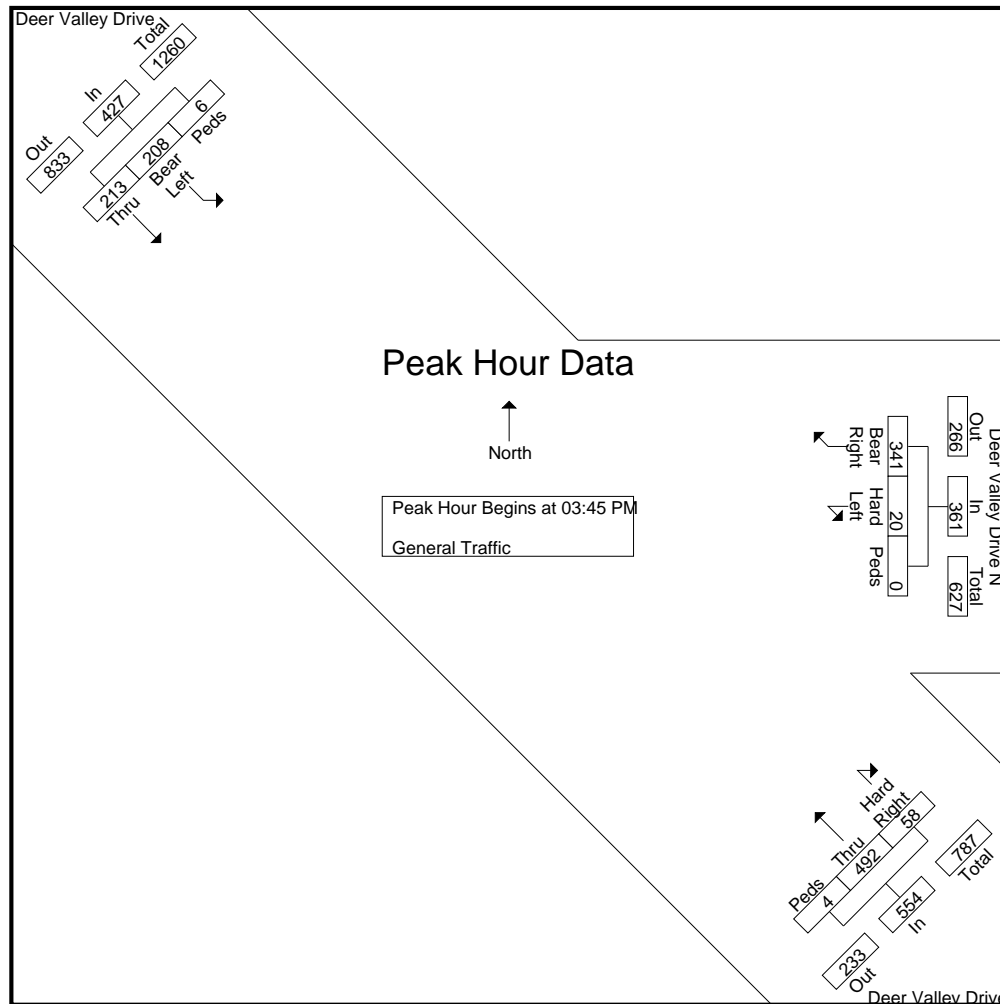 Deer Valley Drive
Out
In
Total
833
427
1260
213
208
6
Thru
Bear
Left
Peds
Peak Hour Data
North
Peak Hour Begins at 03:45 PM
General Traffic
Deer Valley Drive N
Out
In
Total
266
361
627
341
20
0
Bear
Right
Hard
Left
Peds
Hard
Right
Thru
Peds
58
492
4
Out
In
Total
233
554
787
Deer Valley Drive